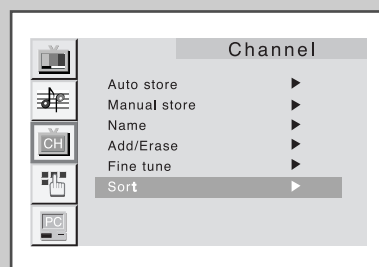 Channel
Auto store ▶
Manual store ▶
Name ▶
CH
Add/Erase ▶
Fine tune ▶
Sort ▶
PC